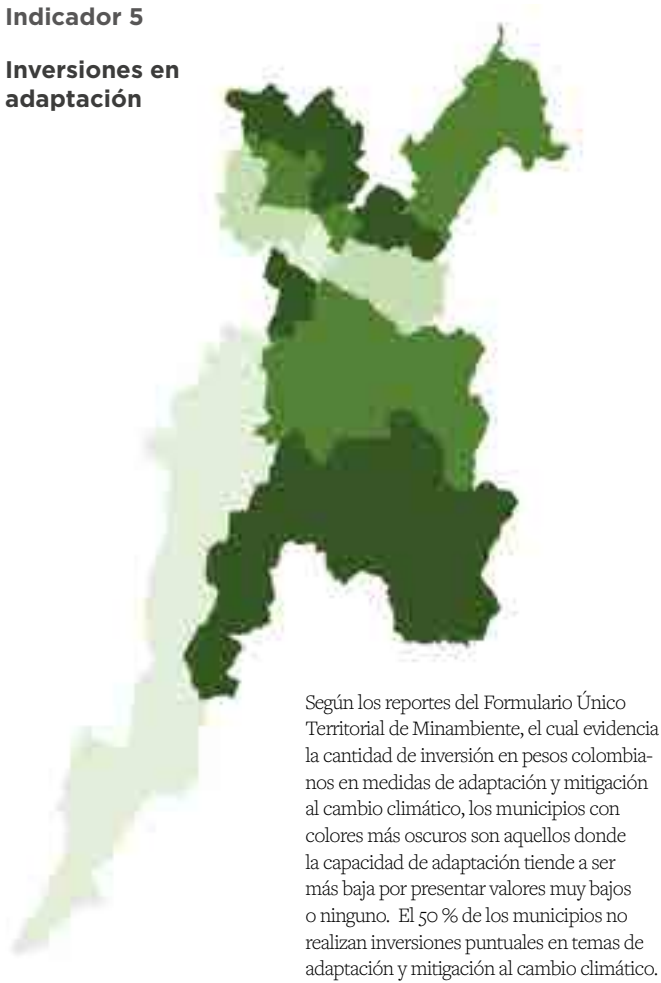 Indicador 5
Inversiones en
adaptación
Según los reportes del Formulario Único
Territorial de Minambiente, el cual evidencia
la cantidad de inversión en pesos colombia-
nos en medidas de adaptación y mitigación
al cambio climático, los municipios con
colores más oscuros son aquellos donde
la capacidad de adaptación tiende a ser
más baja por presentar valores muy bajos
o ninguno. El 50 % de los municipios no
realizan inversiones puntuales en temas de
adaptación y mitigación al cambio climático.